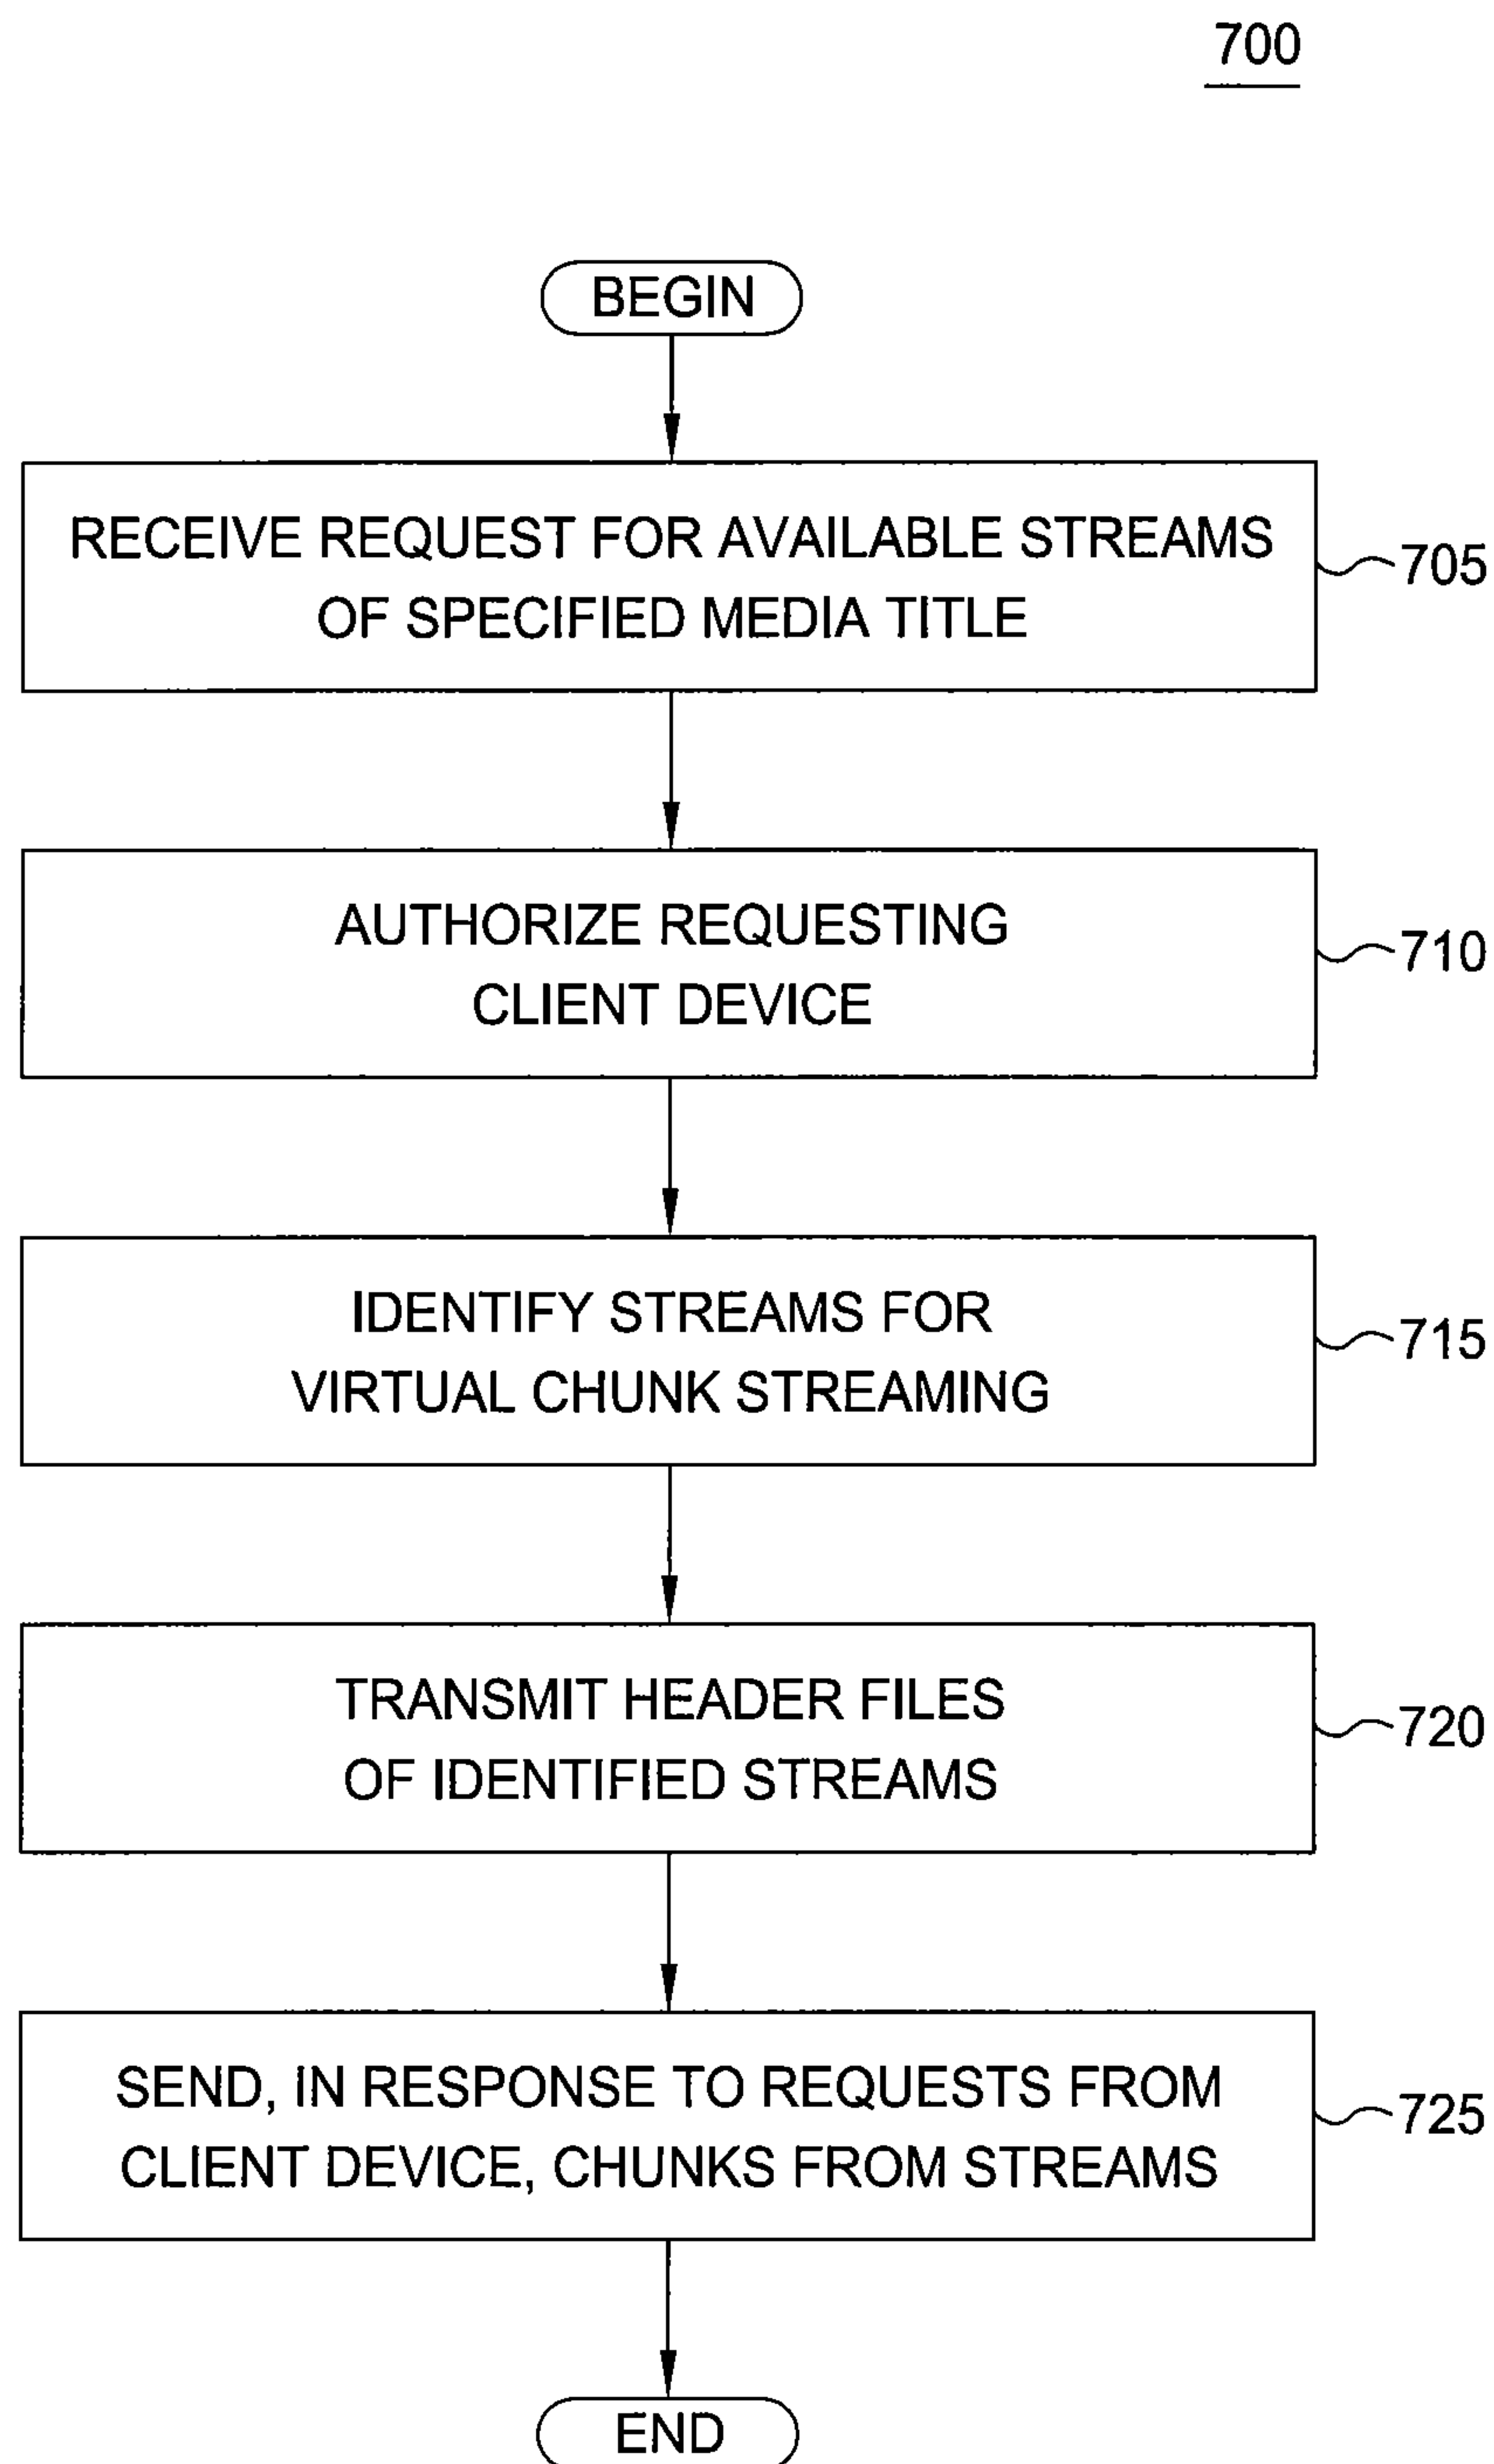 700
BEGIN
RECEIVE REQUEST FOR AVAILABLE STREAMS
OF SPECIFIED MEDIA TITLE
705
AUTHORIZE REQUESTING
CLIENT DEVICE
710
IDENTIFY STREAMS FOR
VIRTUAL CHUNK STREAMING
715
TRANSMIT HEADER FILES
OF IDENTIFIED STREAMS
720
SEND, IN RESPONSE TO REQUESTS FROM
CLIENT DEVICE, CHUNKS FROM STREAMS
725
END